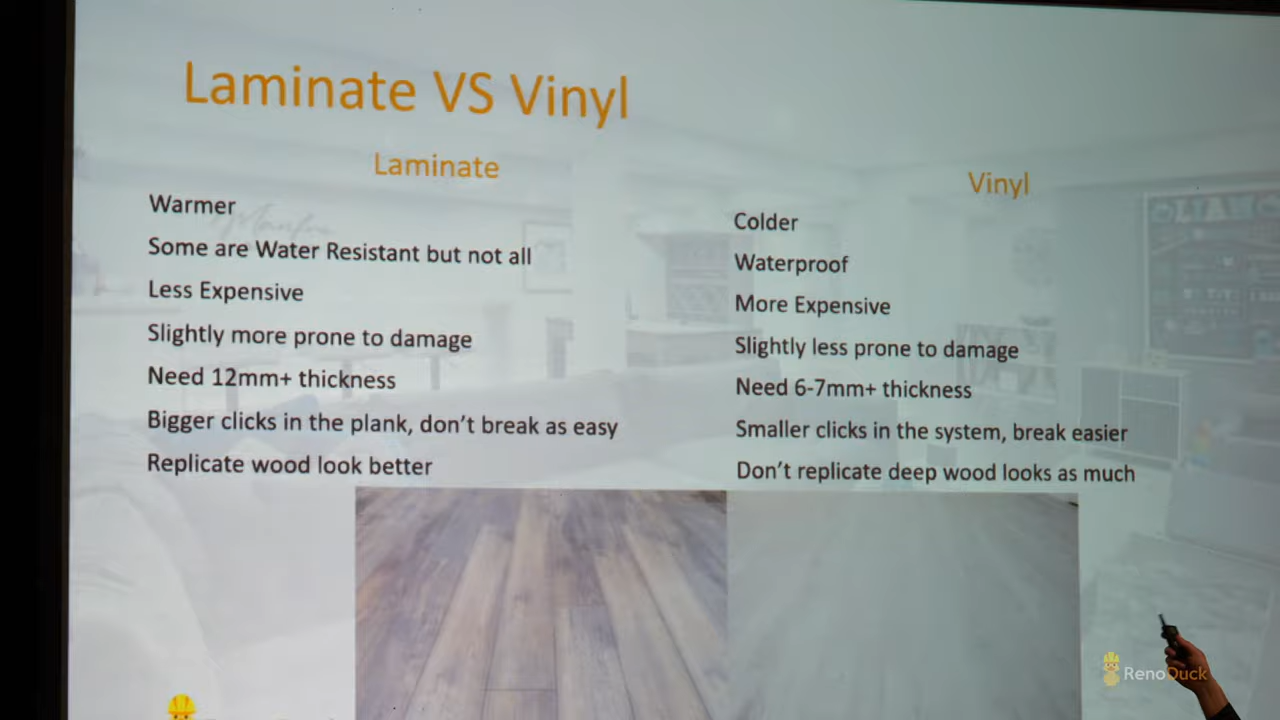 Laminate VS Vinyl
Laminate
Warmer
Some are Water Resistant but not all
Less Expensive
Slightly more prone to damage
Need 12mm+ thickness
Bigger clicks in the plank, don't break as easy
Replicate wood look better
Vinyl
Colder
Waterproof
More Expensive
Slightly less prone to damage
Need 6-7mm+ thickness
Smaller clicks in the system, break easier
Don't replicate deep wood looks as much
RenoDuck